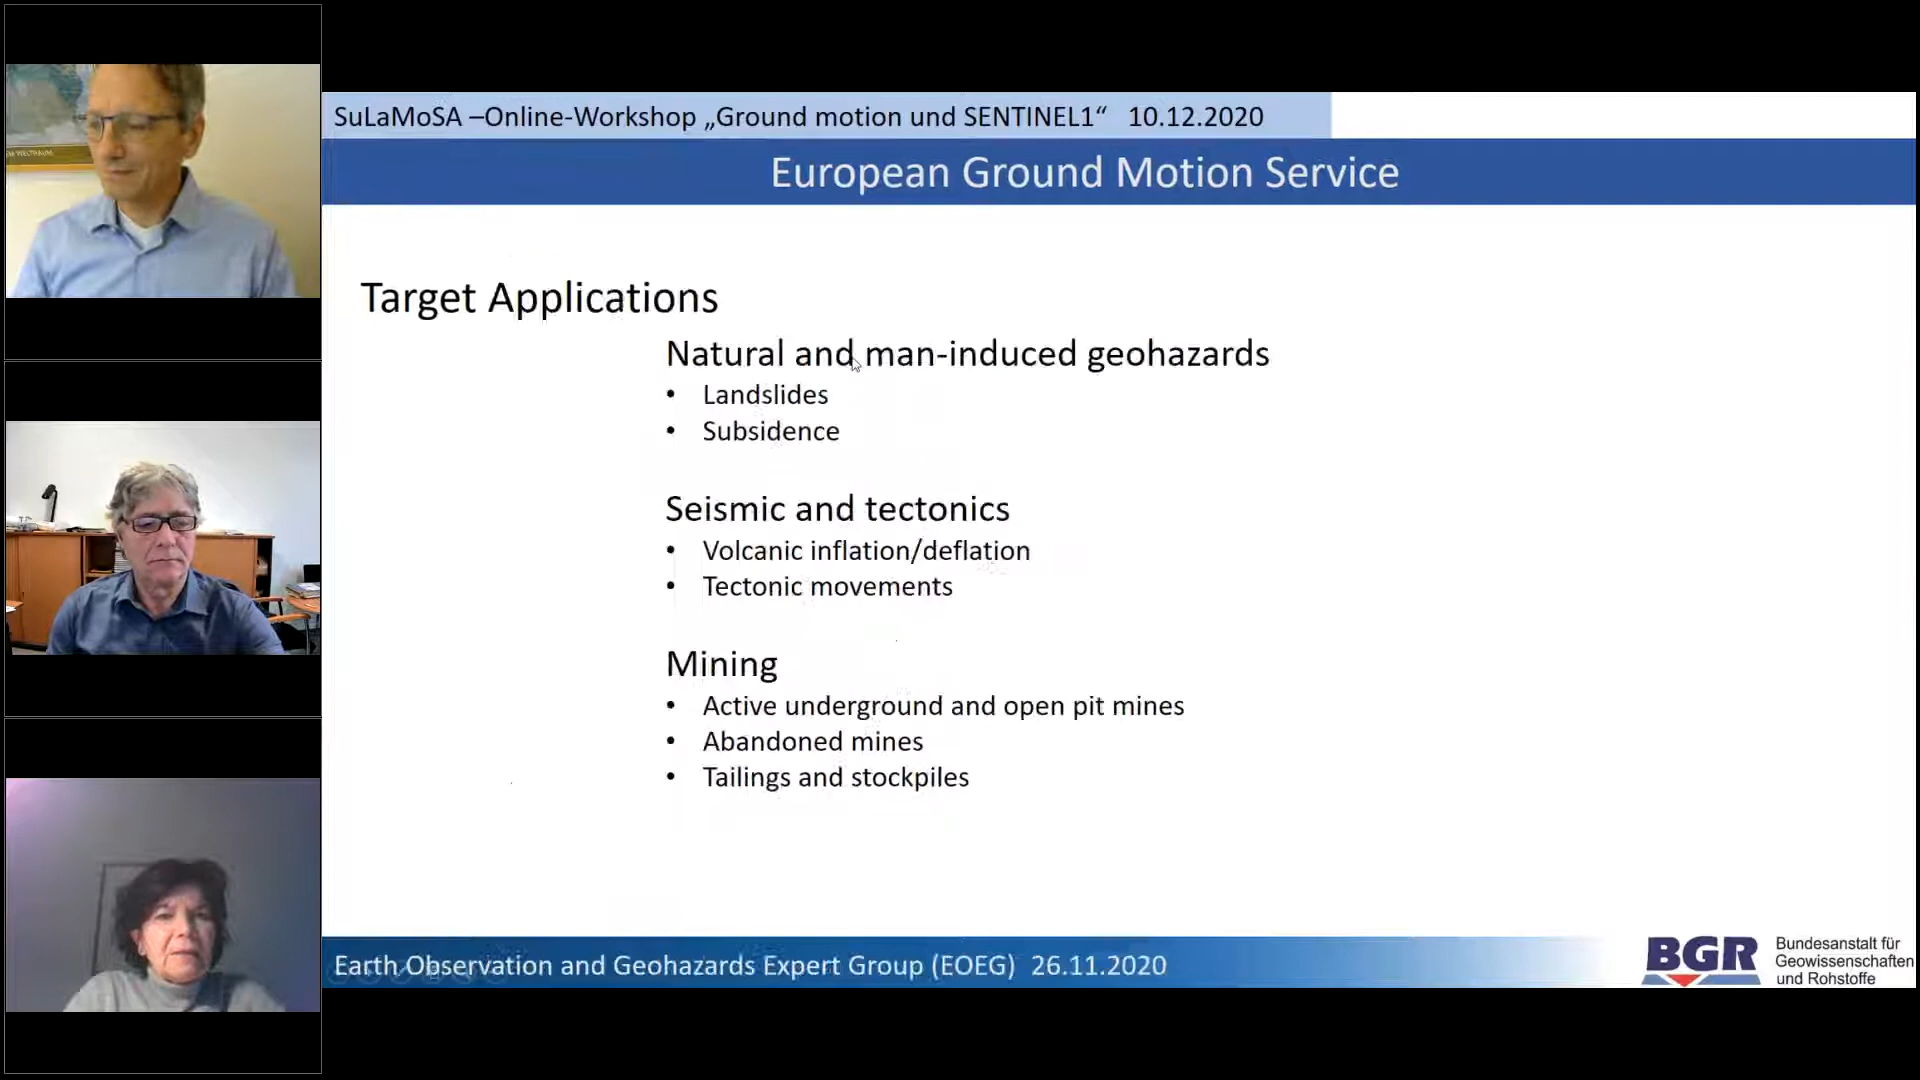 SuLaMoSA –Online-Workshop „Ground motion und SENTINEL1“ 10.12.2020
European Ground Motion Service
Target Applications
Natural and man-induced geohazards
• Landslides
• Subsidence
Seismic and tectonics
• Volcanic inflation/deflation
• Tectonic movements
Mining
• Active underground and open pit mines
• Abandoned mines
• Tailings and stockpiles
Earth Observation and Geohazards Expert Group (EOEG) 26.11.2020
BGR
Bundesanstalt für
Geowissenschaften
und Rohstoffe